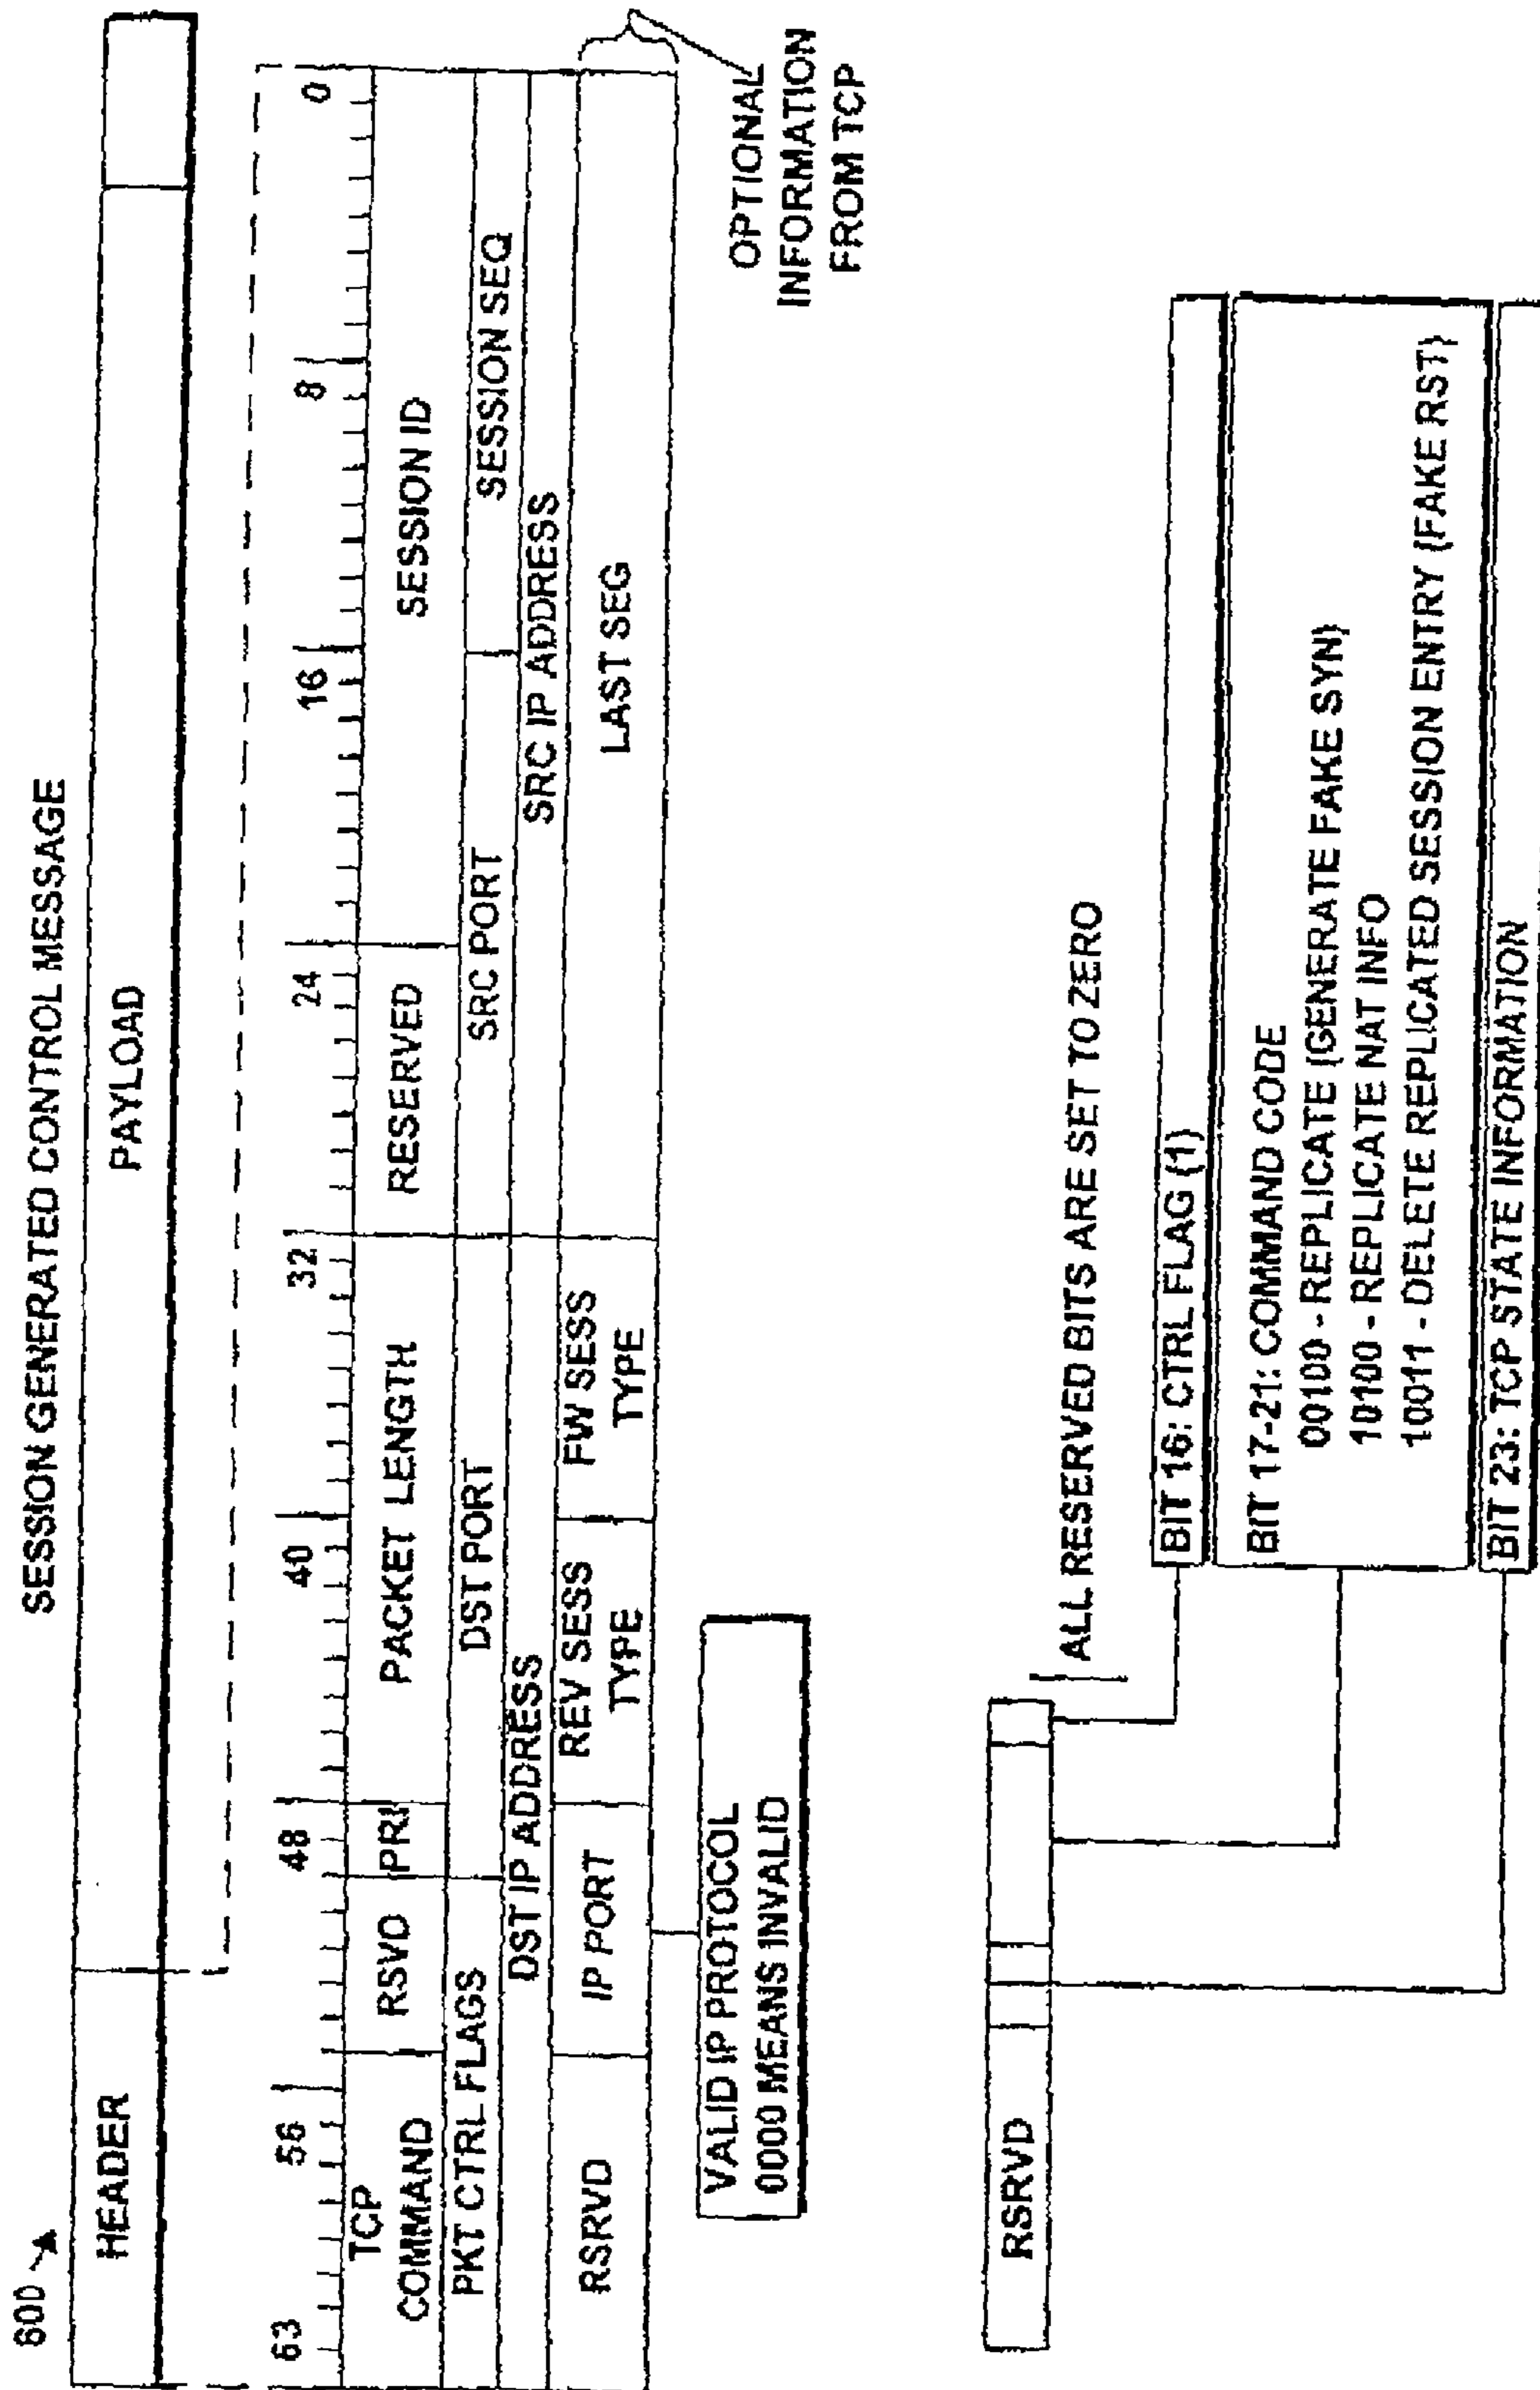 60D
SESSION GENERATED CONTROL MESSAGE
HEADER
PAYLOAD
63 56 48 40 32 24 16 8 0
TCP COMMAND
RSVD
PRI
PACKET LENGTH
RESERVED
SESSION ID
PKT CTRL FLAGS
DST PORT
SRC PORT
SESSION SEQ
DST IP ADDRESS
SRC IP ADDRESS
RSRVD
IP PORT
REV SESS TYPE
FW SESS TYPE
LAST SEG
OPTIONAL
INFORMATION
FROM TCP
VALID IP PROTOCOL
0000 MEANS INVALID
RSRVD
ALL RESERVED BITS ARE SET TO ZERO
BIT 16: CTRL FLAG (1)
BIT 17-21: COMMAND CODE
00100 - REPLICATE (GENERATE FAKE SYN)
10100 - REPLICATE NAT INFO
10011 - DELETE REPLICATED SESSION ENTRY (FAKE RST)
BIT 23: TCP STATE INFORMATION